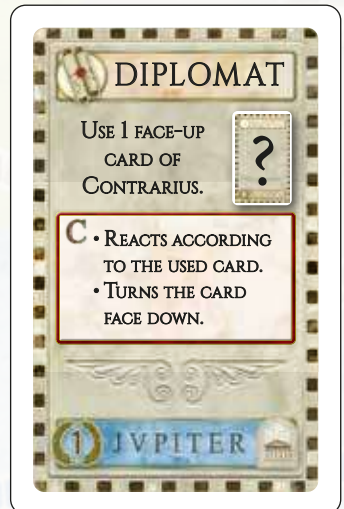 DIPLOMAT
USE 1 FACE-UP
CARD OF
CONTRARIUS.
?
C • REACTS ACCORDING
TO THE USED CARD.
• TURNS THE CARD
FACE DOWN.
1 JVPITER